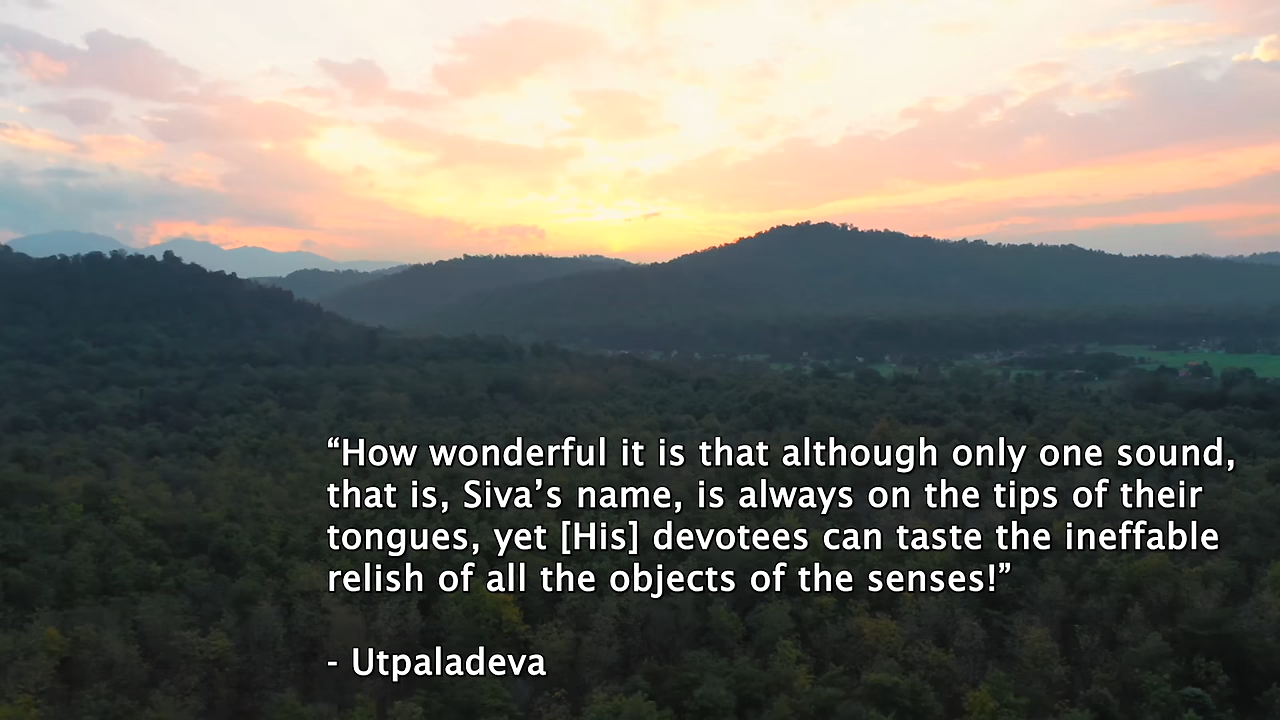 “How wonderful it is that although only one sound,
that is, Siva’s name, is always on the tips of their
tongues, yet [His] devotees can taste the ineffable
relish of all the objects of the senses!”
- Utpaladeva